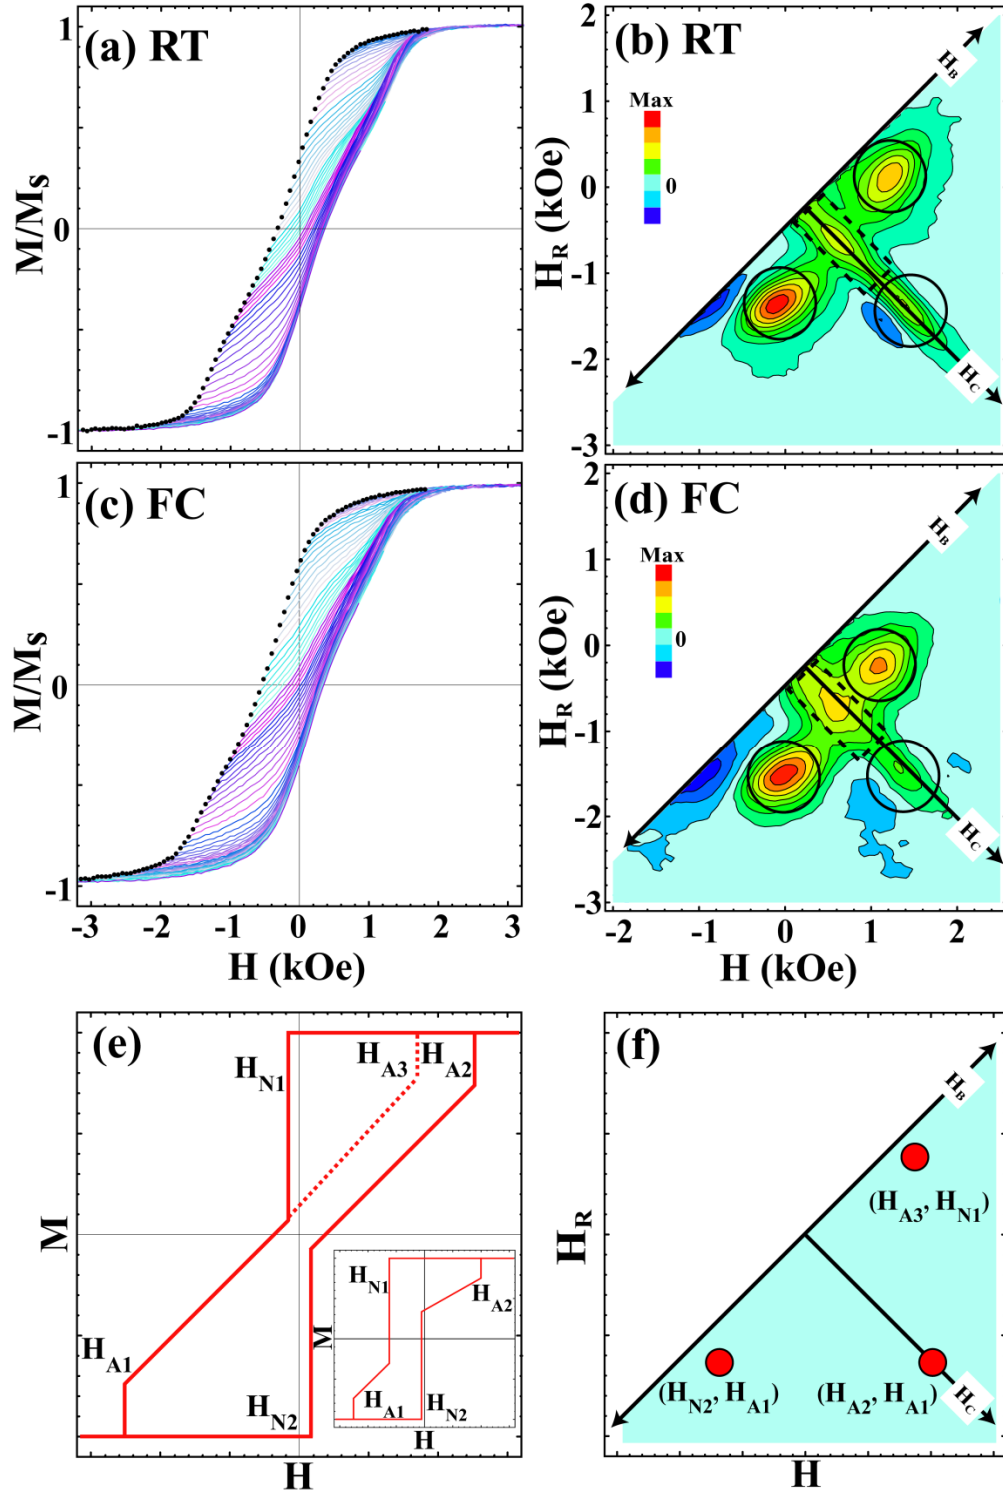 (a) RT
1
0
-1
M/MS
(b) RT
2
1
0
-1
-2
-3
HR (kOe)
Max
0
HB
HC
(c) FC
1
0
-1
M/MS
-3 -2 -1 0 1 2 3
H (kOe)
(d) FC
2
1
0
-1
-2
-3
HR (kOe)
Max
0
HB
HC
-2 -1 0 1 2
H (kOe)
(e)
HN1
HA3
HA2
HA1
HN2
M
H
HN1
HA2
HA1
HN2
M
H
(f)
HB
(HA3, HN1)
(HN2, HA1)
(HA2, HA1)
HC
HR
H